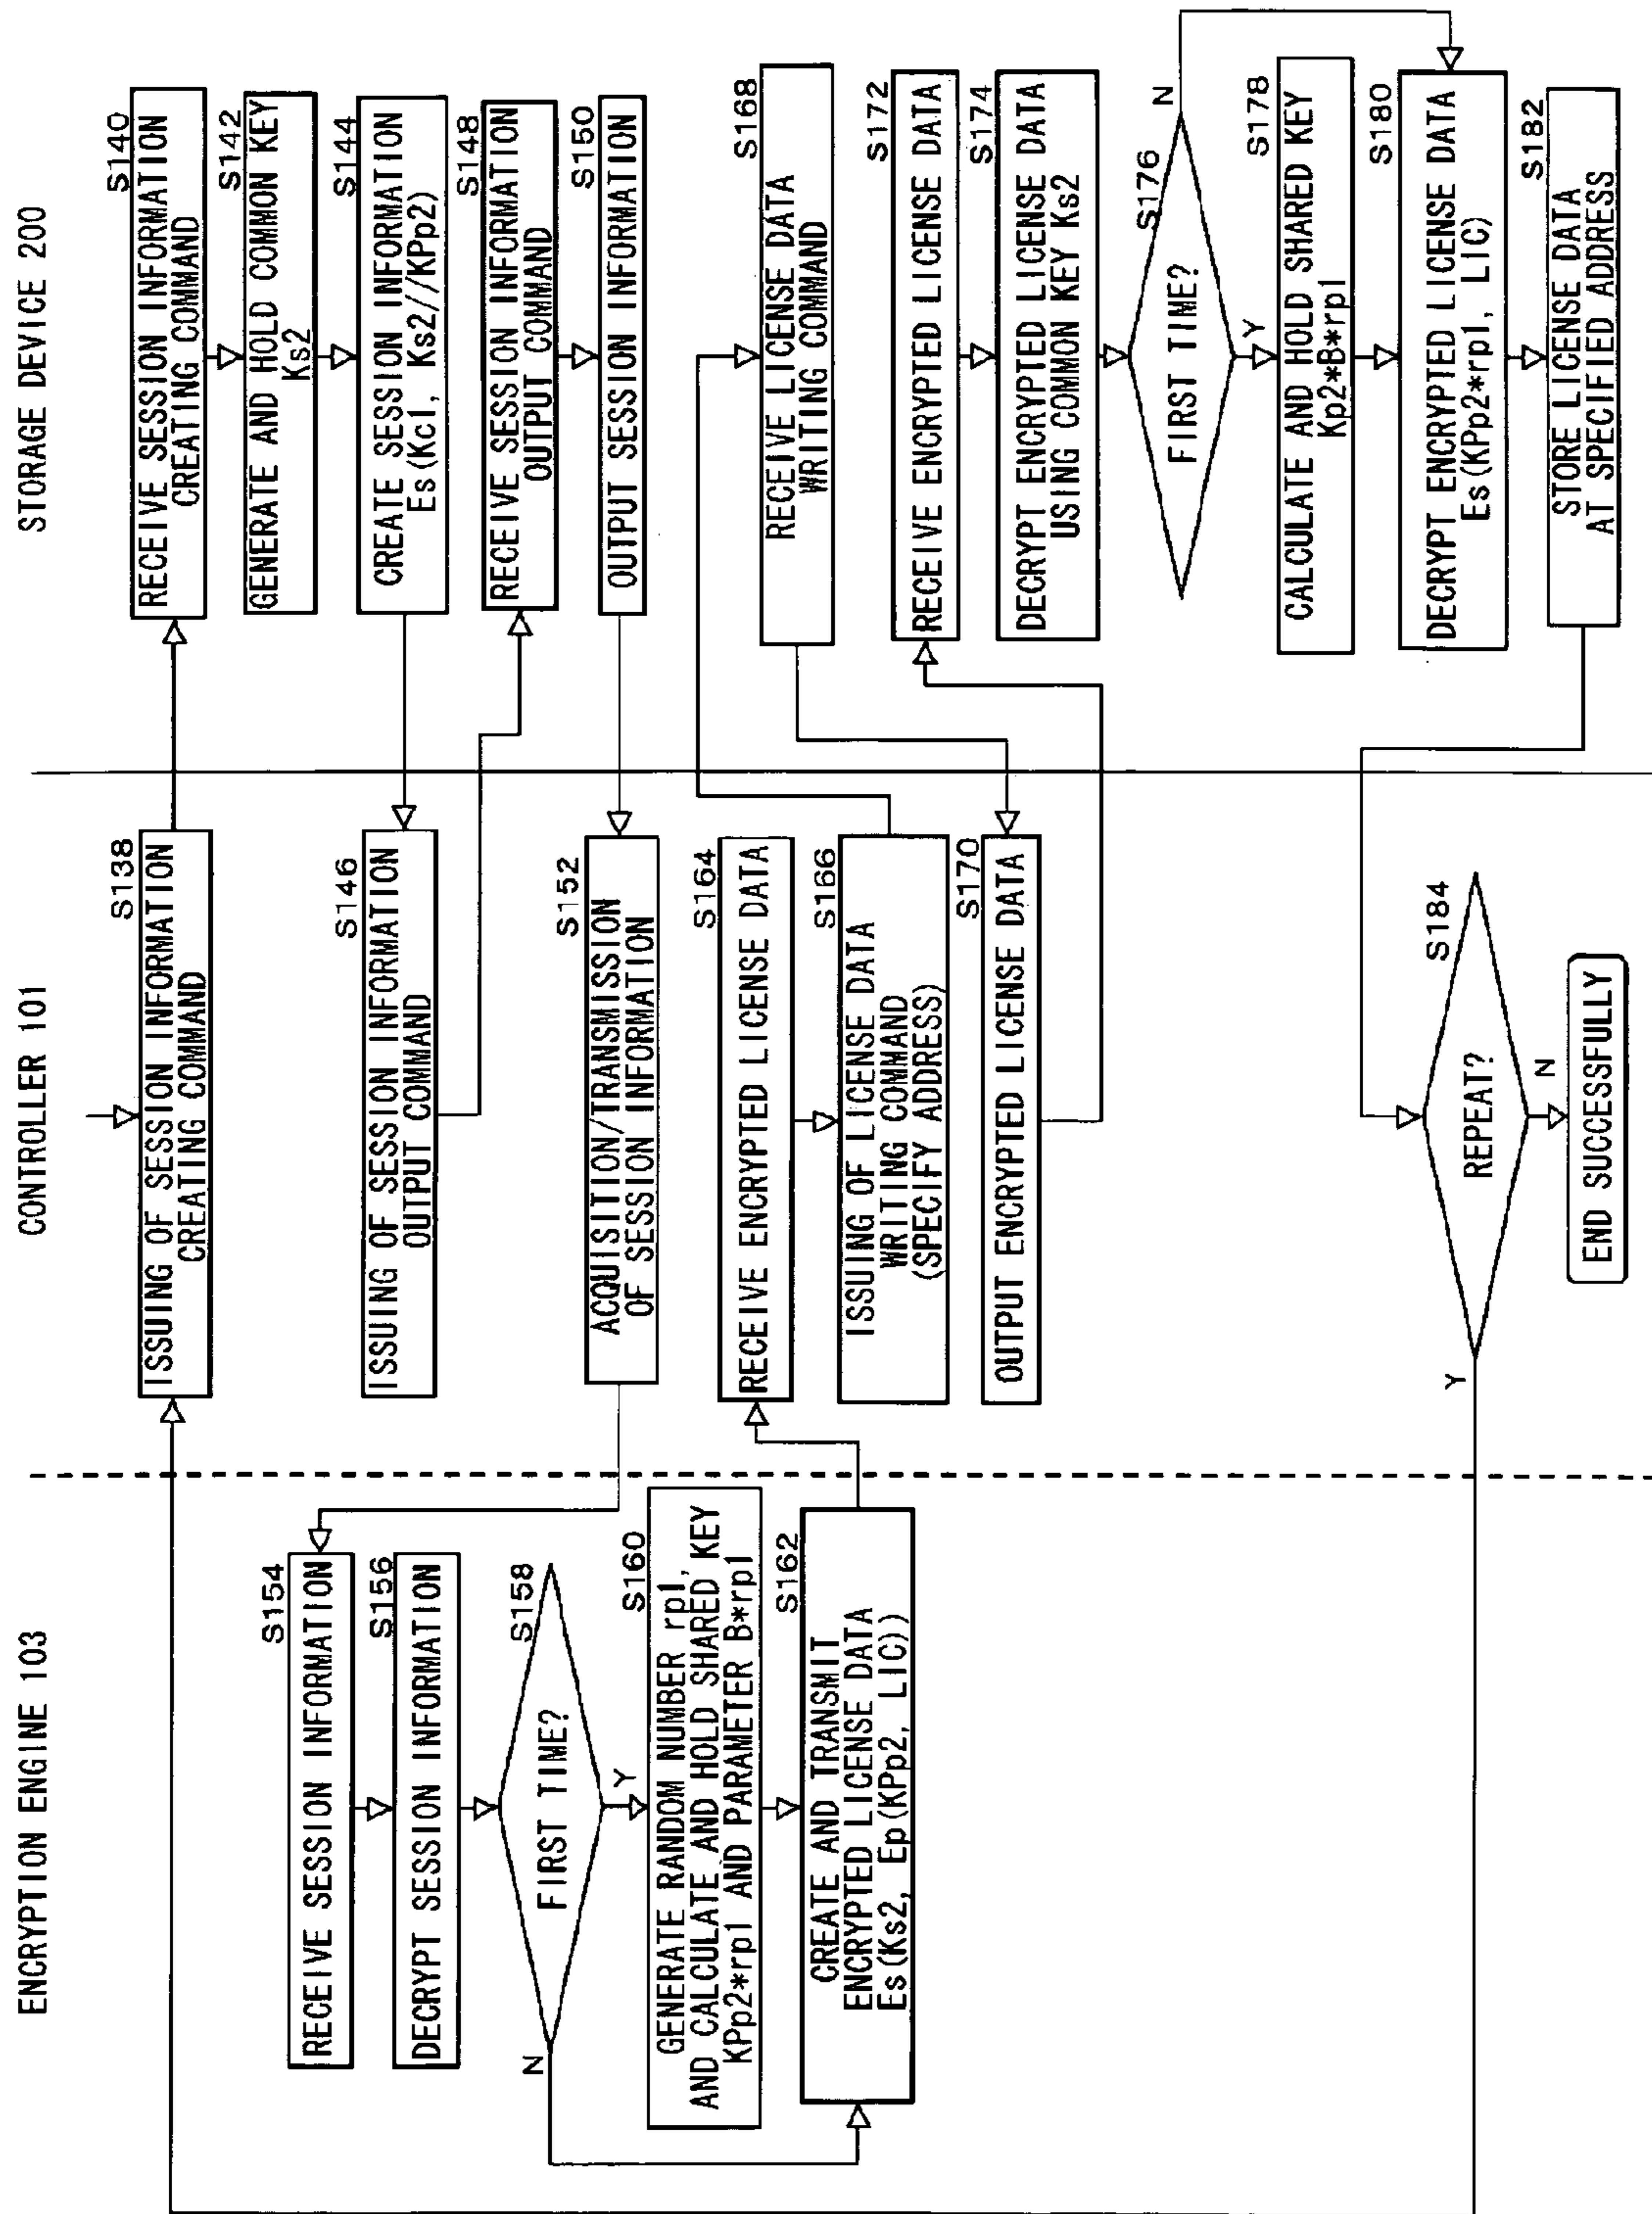 ENCRYPTION ENGINE 103
CONTROLLER 101
STORAGE DEVICE 200
S138
ISSUING OF SESSION INFORMATION
CREATING COMMAND
S140
RECEIVE SESSION INFORMATION
CREATING COMMAND
S142
GENERATE AND HOLD COMMON KEY
Ks2
S144
CREATE SESSION INFORMATION
Es(Kc1, Ks2//KPp2)
S146
ISSUING OF SESSION INFORMATION
OUTPUT COMMAND
S148
RECEIVE SESSION INFORMATION
OUTPUT COMMAND
S150
OUTPUT SESSION INFORMATION
S152
ACQUISITION/TRANSMISSION
OF SESSION INFORMATION
S154
RECEIVE SESSION INFORMATION
S156
DECRYPT SESSION INFORMATION
S158
FIRST TIME?
N
Y
S160
GENERATE RANDOM NUMBER rp1,
AND CALCULATE AND HOLD SHARED KEY
KPp2*rp1 AND PARAMETER B*rp1
S162
CREATE AND TRANSMIT
ENCRYPTED LICENSE DATA
Es(Ks2, Ep(KPp2, LIC))
S164
RECEIVE ENCRYPTED LICENSE DATA
S166
ISSUING OF LICENSE DATA
WRITING COMMAND
(SPECIFY ADDRESS)
S168
RECEIVE LICENSE DATA
WRITING COMMAND
S170
OUTPUT ENCRYPTED LICENSE DATA
S172
RECEIVE ENCRYPTED LICENSE DATA
S174
DECRYPT ENCRYPTED LICENSE DATA
USING COMMON KEY Ks2
S176
FIRST TIME?
N
Y
S178
CALCULATE AND HOLD SHARED KEY
Kp2*B*rp1
S180
DECRYPT ENCRYPTED LICENSE DATA
Es(KPp2*rp1, LIC)
S182
STORE LICENSE DATA
AT SPECIFIED ADDRESS
S184
REPEAT?
Y
N
END SUCCESSFULLY